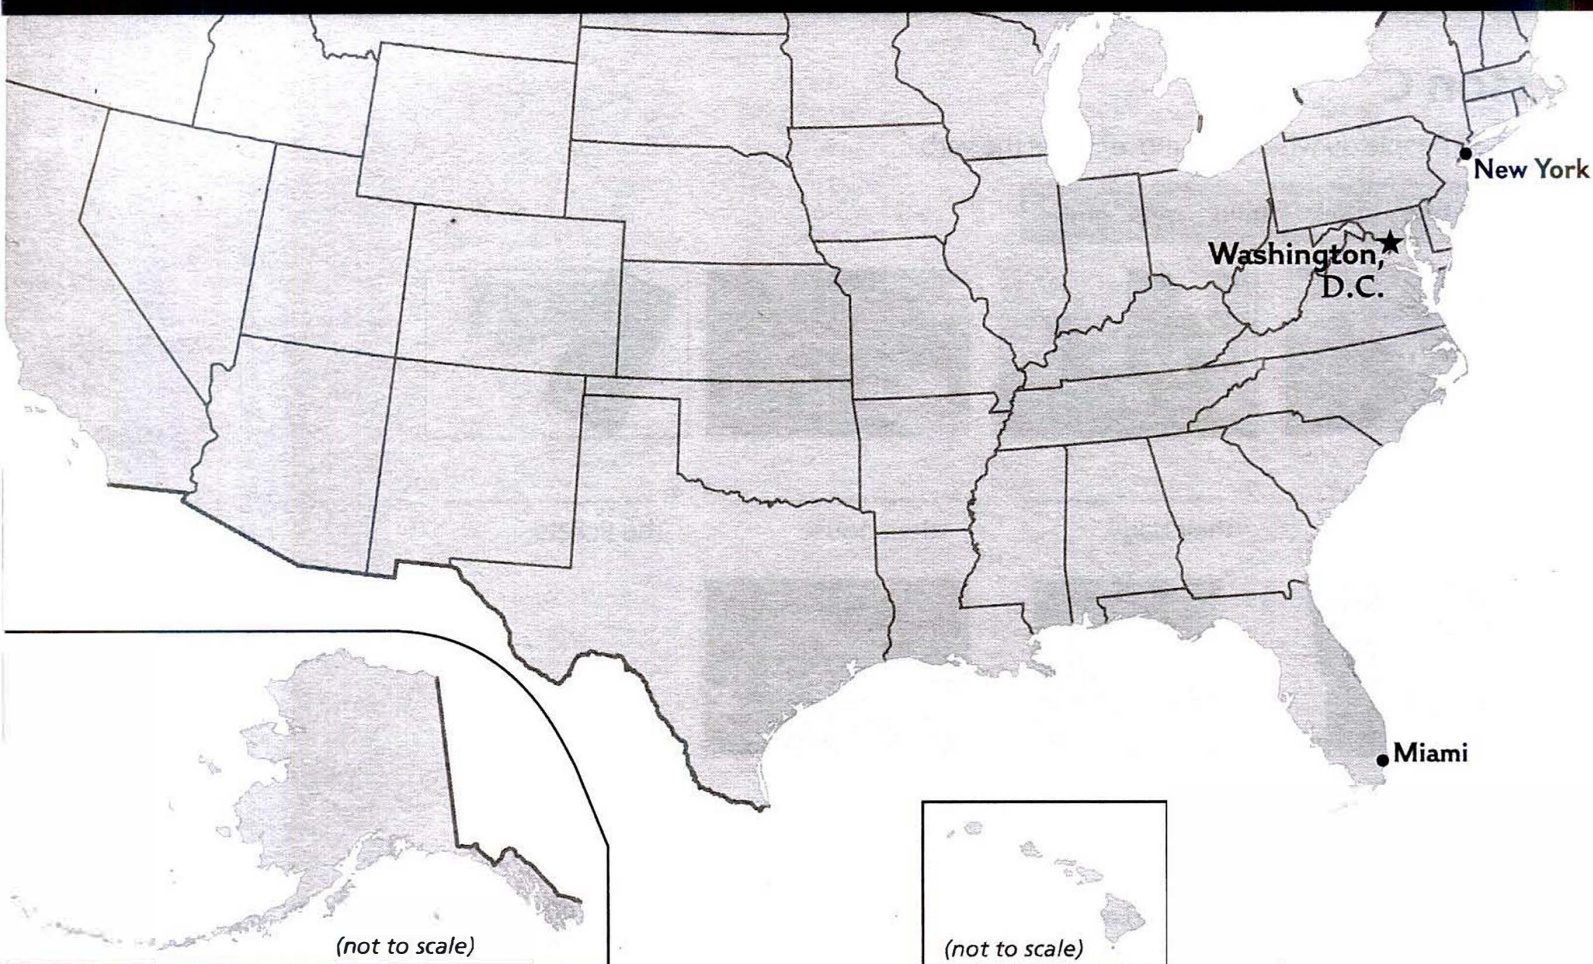 New York
Washington,
D.C.
Miami
(not to scale)
(not to scale)